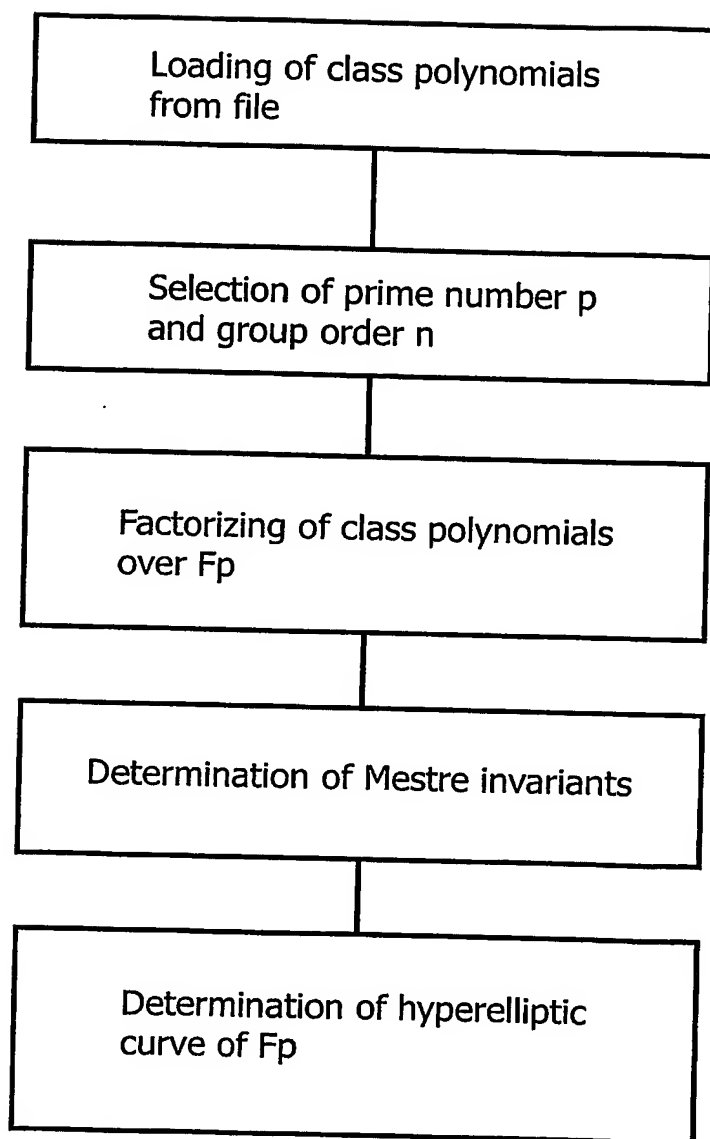 Loading of class polynomials
from file
Selection of prime number p
and group order n
Factorizing of class polynomials
over Fp
Determination of Mestre invariants
Determination of hyperelliptic
curve of Fp